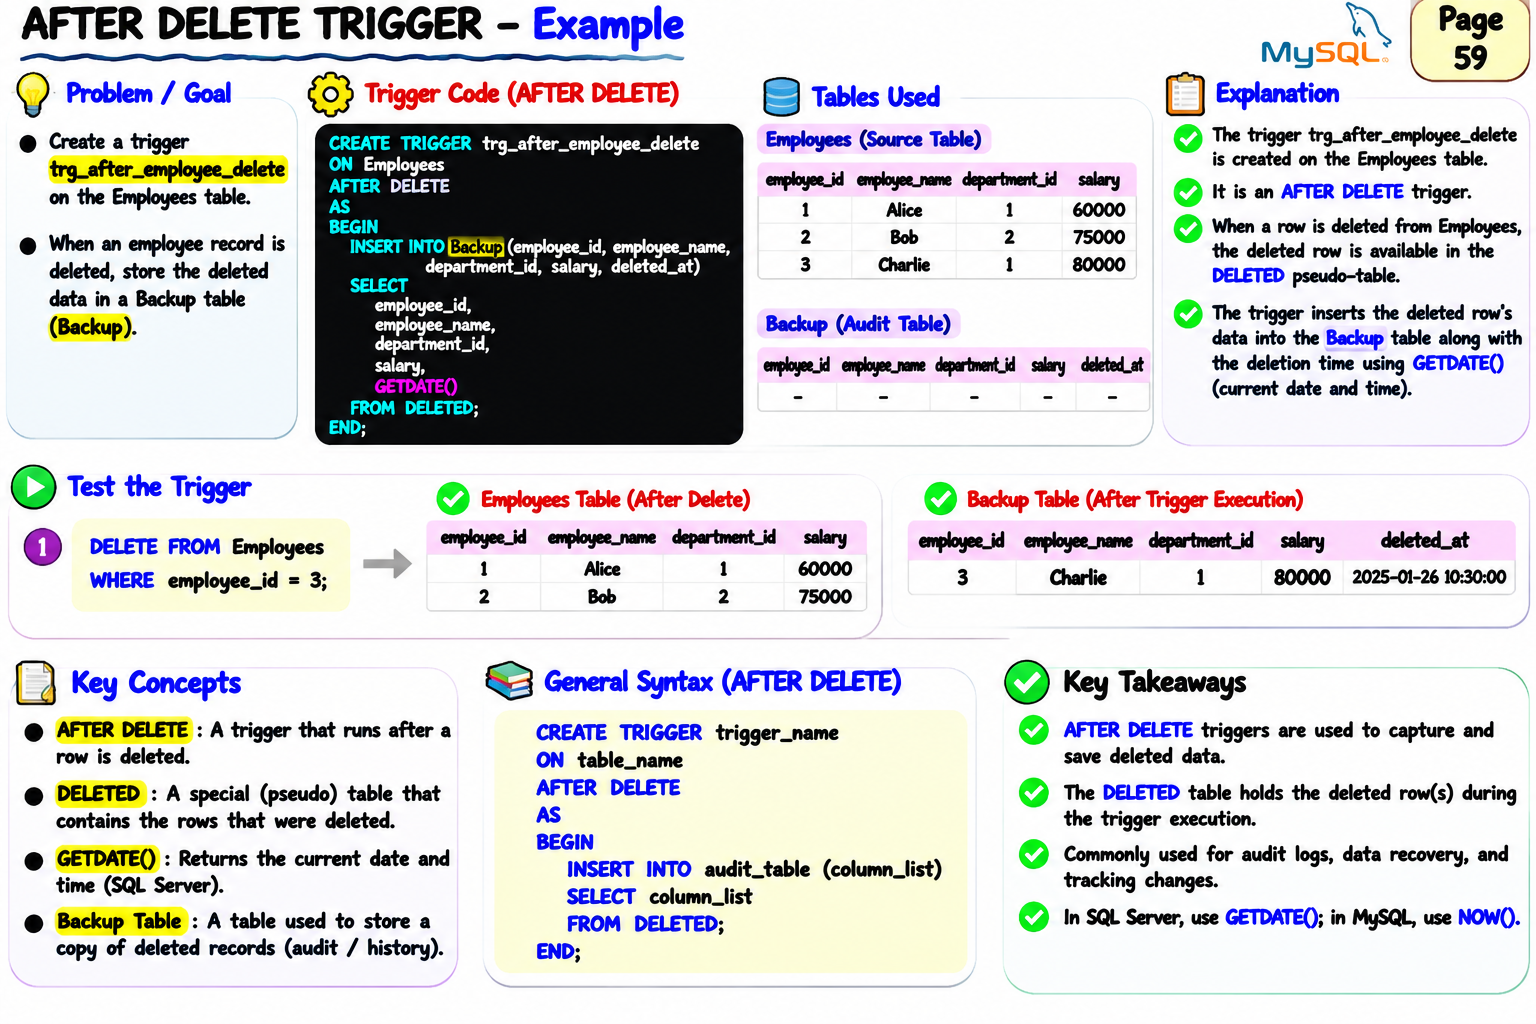 AFTER DELETE TRIGGER – Example
MySQL
Page
59
Problem / Goal
Create a trigger
trg_after_employee_delete
on the Employees table.
When an employee record is
deleted, store the deleted
data in a Backup table
(Backup).
Trigger Code (AFTER DELETE)
CREATE TRIGGER trg_after_employee_delete
ON Employees
AFTER DELETE
AS
BEGIN
INSERT INTO Backup (employee_id, employee_name,
department_id, salary, deleted_at)
SELECT
employee_id,
employee_name,
department_id,
salary,
GETDATE()
FROM DELETED;
END;
Tables Used
Employees (Source Table)
employee_id employee_name department_id salary
1 Alice 1 60000
2 Bob 2 75000
3 Charlie 1 80000
Backup (Audit Table)
employee_id employee_name department_id salary deleted_at
- - - - -
Explanation
The trigger trg_after_employee_delete
is created on the Employees table.
It is an AFTER DELETE trigger.
When a row is deleted from Employees,
the deleted row is available in the
DELETED pseudo-table.
The trigger inserts the deleted row's
data into the Backup table along with
the deletion time using GETDATE()
(current date and time).
Test the Trigger
1
DELETE FROM Employees
WHERE employee_id = 3;
Employees Table (After Delete)
employee_id employee_name department_id salary
1 Alice 1 60000
2 Bob 2 75000
Backup Table (After Trigger Execution)
employee_id employee_name department_id salary deleted_at
3 Charlie 1 80000 2025-01-26 10:30:00
Key Concepts
AFTER DELETE : A trigger that runs after a
row is deleted.
DELETED : A special (pseudo) table that
contains the rows that were deleted.
GETDATE() : Returns the current date and
time (SQL Server).
Backup Table : A table used to store a
copy of deleted records (audit / history).
General Syntax (AFTER DELETE)
CREATE TRIGGER trigger_name
ON table_name
AFTER DELETE
AS
BEGIN
INSERT INTO audit_table (column_list)
SELECT column_list
FROM DELETED;
END;
Key Takeaways
AFTER DELETE triggers are used to capture and
save deleted data.
The DELETED table holds the deleted row(s) during
the trigger execution.
Commonly used for audit logs, data recovery, and
tracking changes.
In SQL Server, use GETDATE(); in MySQL, use NOW().